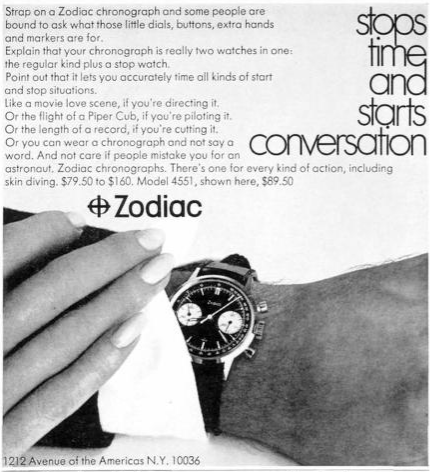 Strap on a Zodiac chronograph and some people are
bound to ask what those little dials, buttons, extra hands
and markers are for.
Explain that your chronograph is really two watches in one:
the regular kind plus a stop watch.
Point out that it lets you accurately time all kinds of start
and stop situations.
Like a movie love scene, if you're directing it.
Or the flight of a Piper Cub, if you're piloting it.
Or the length of a record, if you're cutting it.
Or you can wear a chronograph and not say a
word. And not care if people mistake you for an
astronaut. Zodiac chronographs. There's one for every kind of action, including
skin diving. $79.50 to $160. Model 4551, shown here, $89.50
stops
time
and
starts
conversation
Zodiac
Zodiac
1212 Avenue of the Americas N.Y. 10036